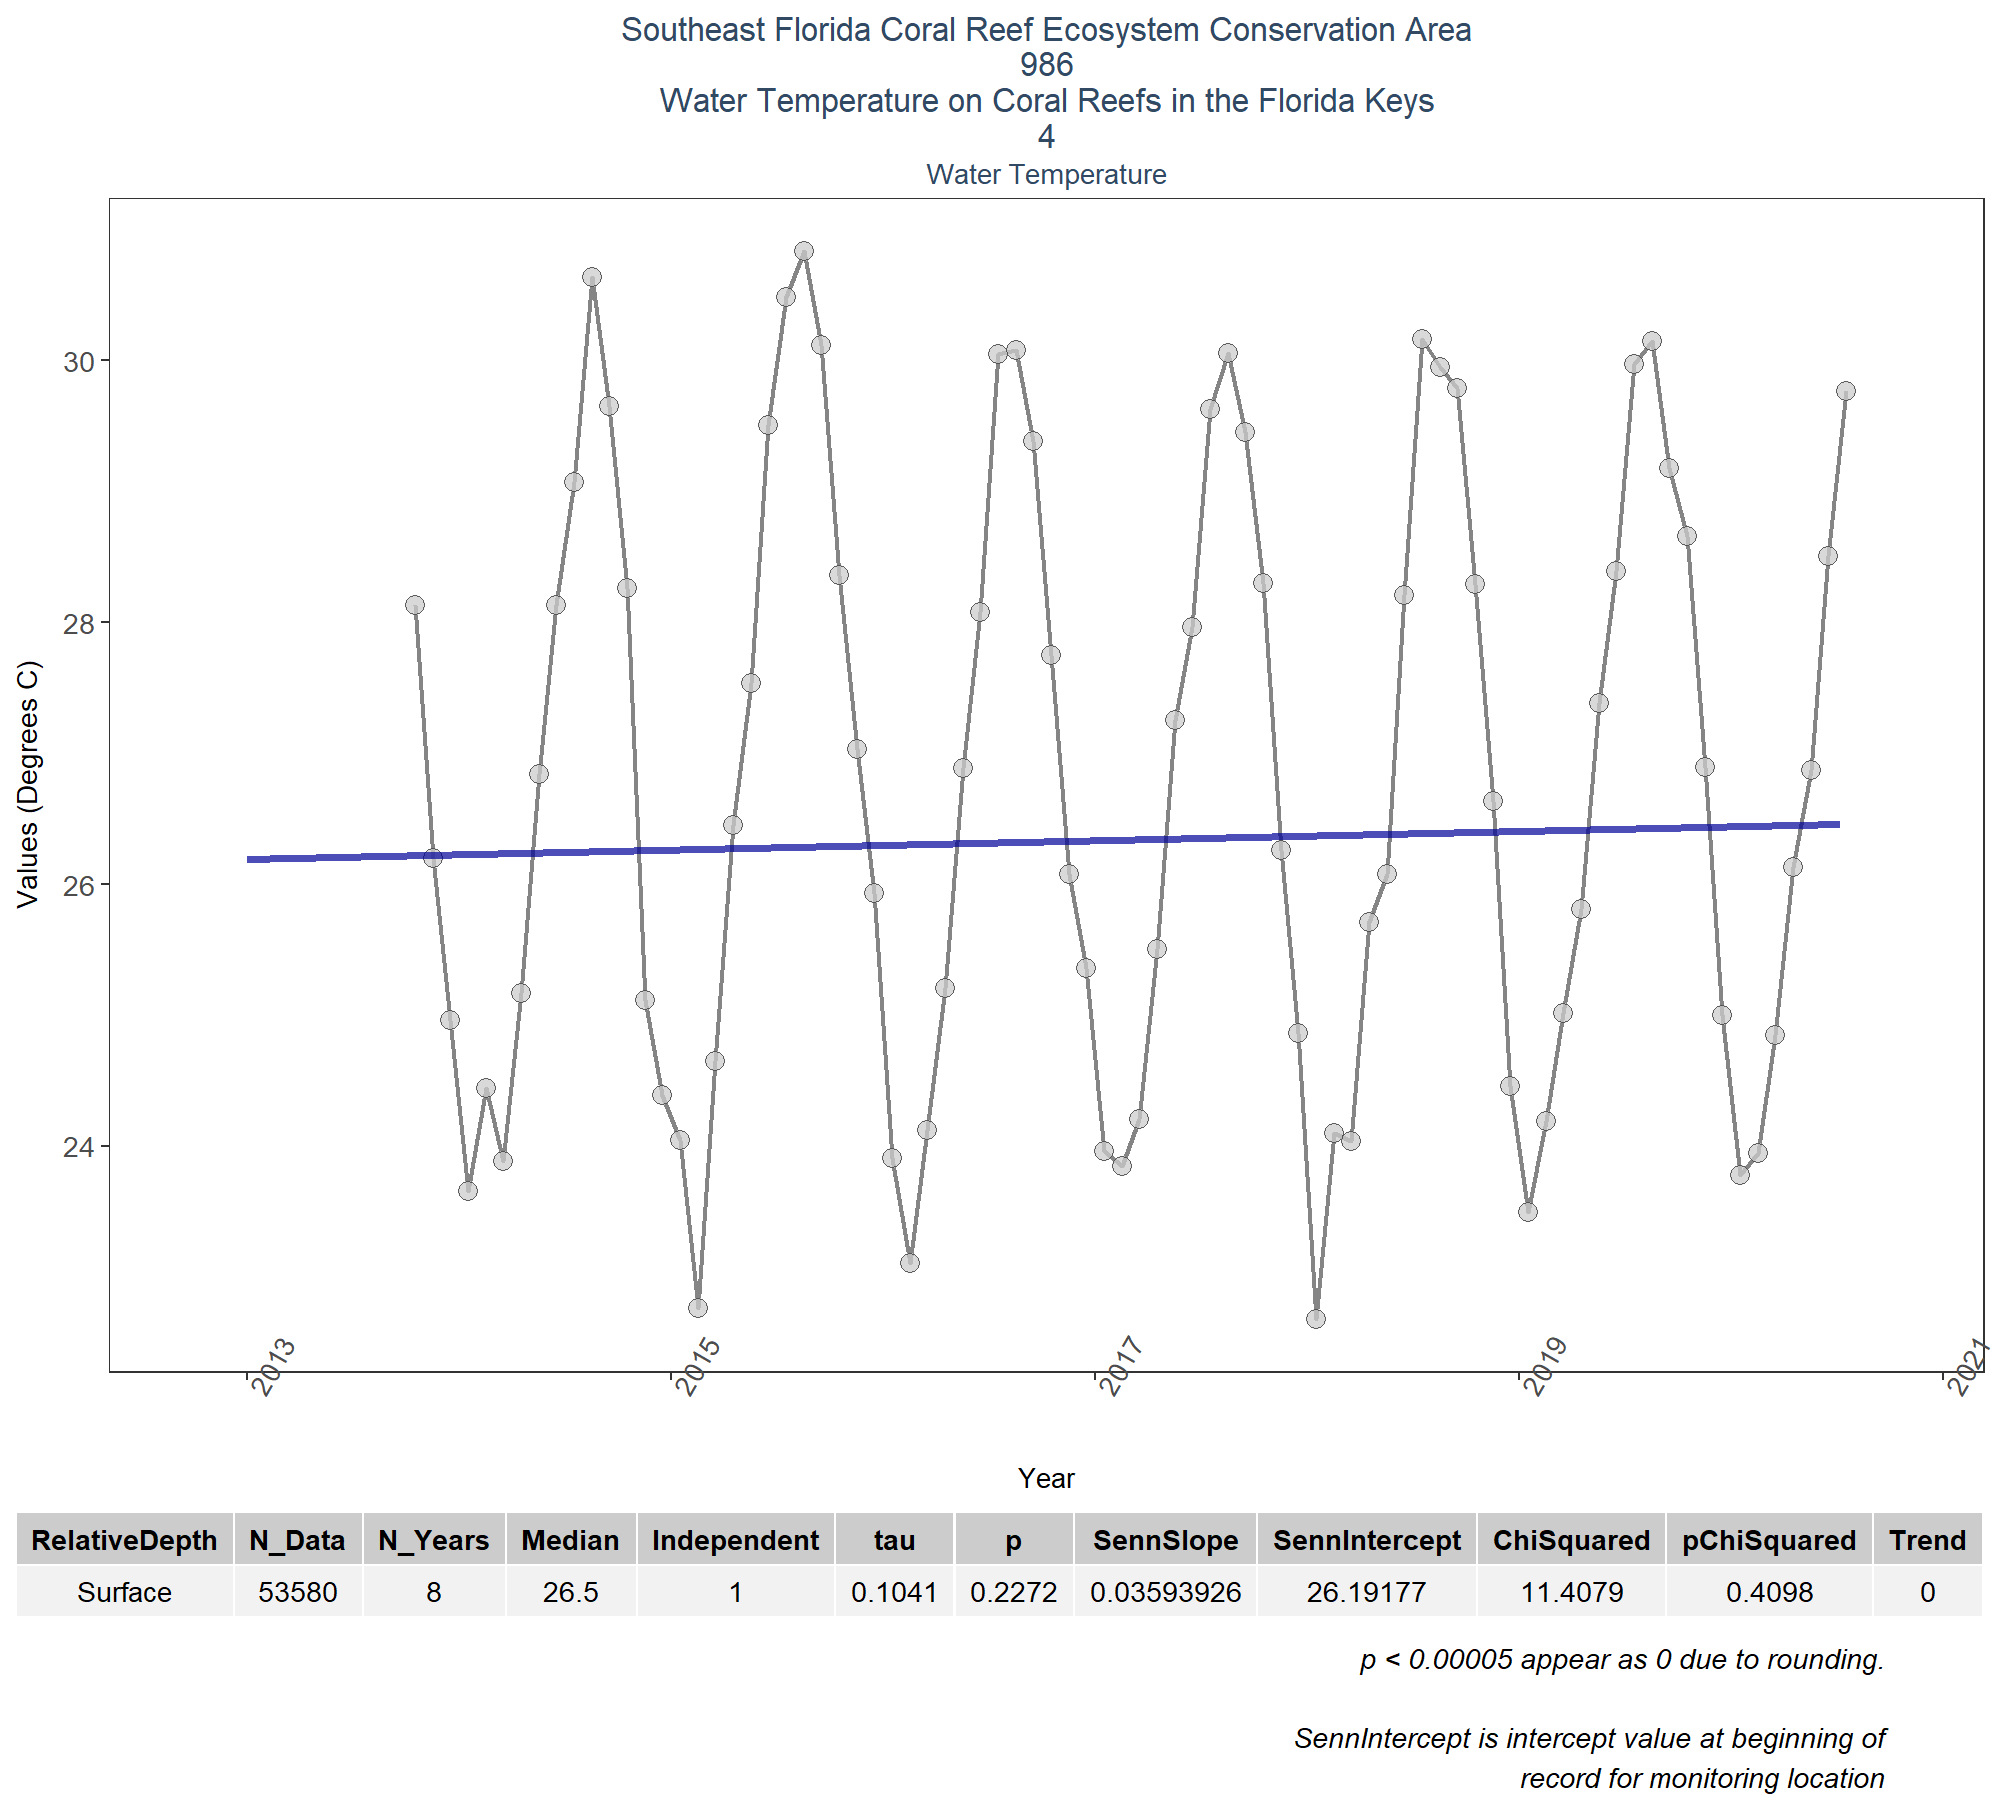 Southeast Florida Coral Reef Ecosystem Conservation Area
986
Water Temperature on Coral Reefs in the Florida Keys
4
Water Temperature
30
28
26
24
Values (Degrees C)
2013
2015
2017
2019
2021
Year
RelativeDepth N_Data N_Years Median Independent tau p SennSlope SennIntercept ChiSquared pChiSquared Trend
Surface 53580 8 26.5 1 0.1041 0.2272 0.03593926 26.19177 11.4079 0.4098 0
p < 0.00005 appear as 0 due to rounding.
SennIntercept is intercept value at beginning of
record for monitoring location